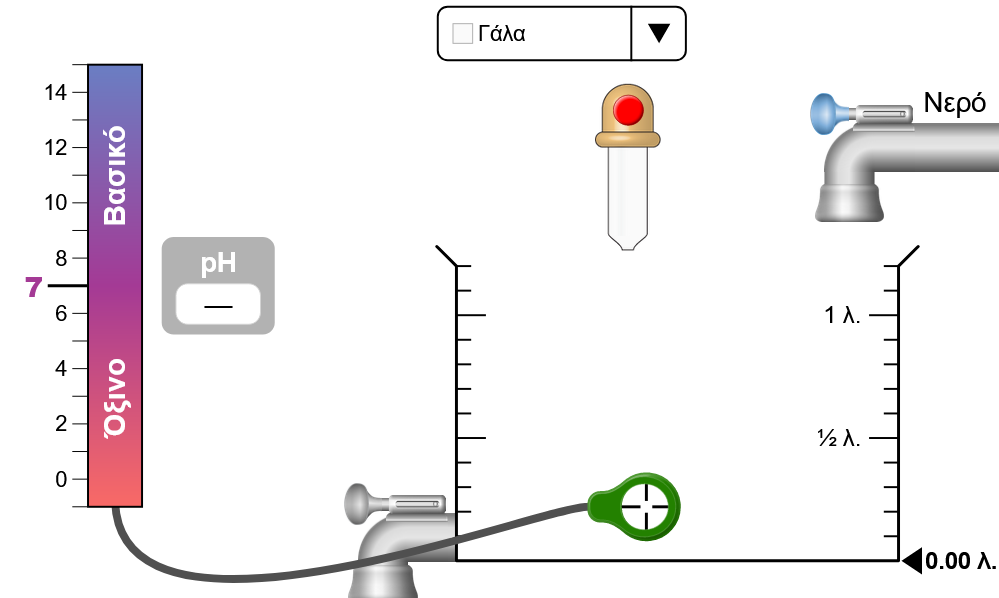 Γάλα
Νερό
14
12
10
8
7
6
4
2
0
Βασικό
Όξινο
pH
—
1 λ.
½ λ.
0.00 λ.